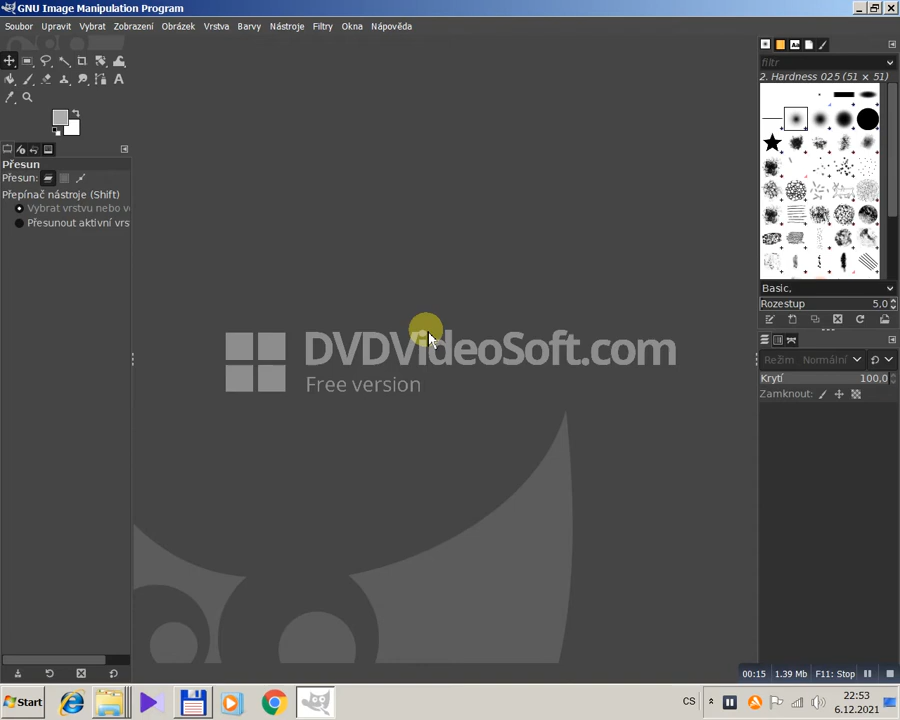 GNU Image Manipulation Program
Soubor Upravit Vybrat Zobrazení Obrázek Vrstva Barvy Nástroje Filtry Okna Nápověda
filtr
2. Hardness 025 (51 × 51)
Přesun
Přesun:
Přepínač nástroje (Shift)
Vybrat vrstvu nebo v
Přesunout aktivní vrs
Basic,
Rozestup 5,0
Režim Normální
Krytí 100,0
Zamknout:
DVDVideoSoft.com
Free version
00:15 1.39 Mb F11: Stop
Start CS 22:53
6.12.2021